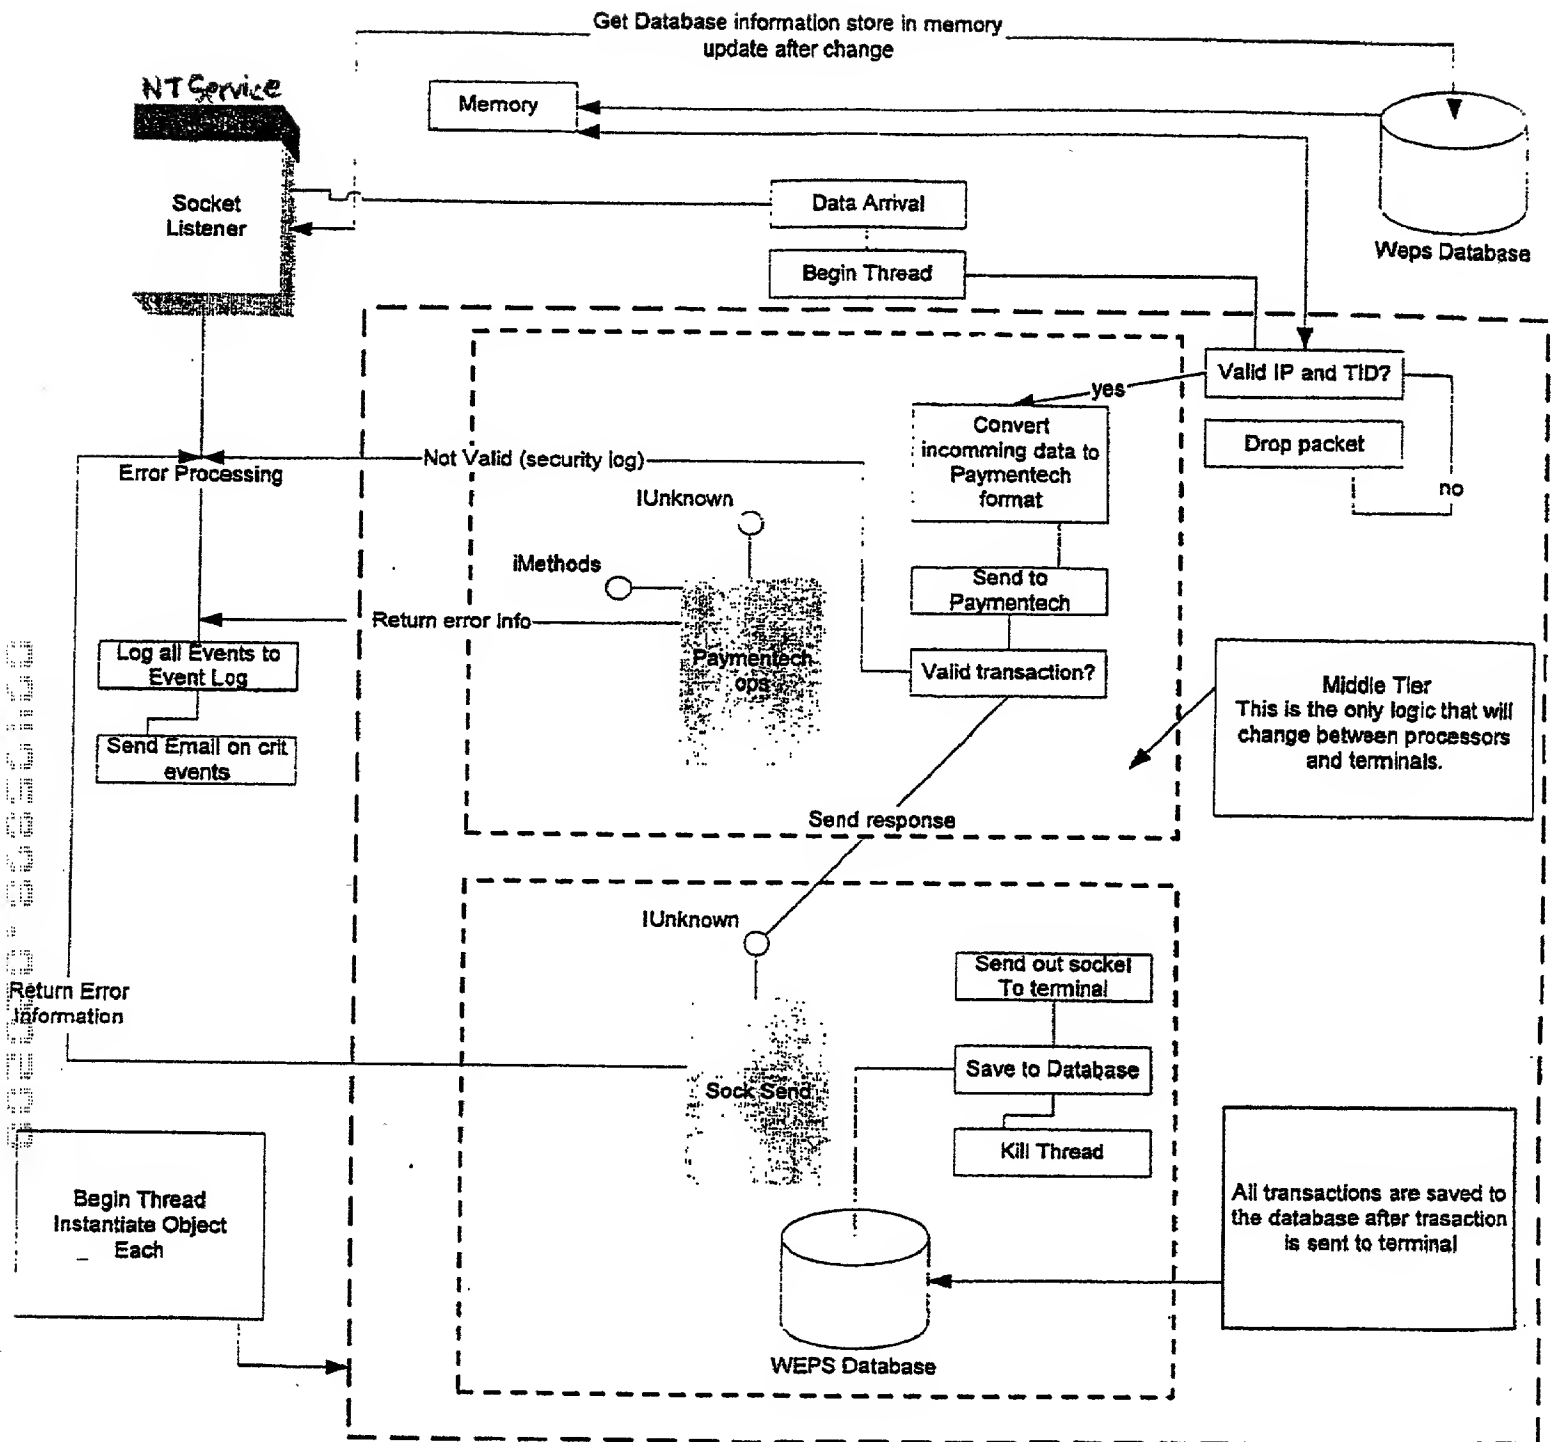 Get Database information store in memory
update after change
NT Service
Memory
Socket
Listener
Data Arrival
Weps Database
Begin Thread
Valid IP and TID?
yes
Convert
incomming data to
Paymentech
format
Drop packet
no
Error Processing
Not Valid (security log)
IUnknown
iMethods
Send to
Paymentech
Return error info
Log all Events to
Event Log
Paymentech
ops
Valid transaction?
Middle Tier
This is the only logic that will
change between processors
and terminals.
Send Email on crit
events
Send response
IUnknown
Send out socket
To terminal
Return Error
Information
Save to Database
Sock Send
Kill Thread
Begin Thread
Instantiate Object
Each
All transactions are saved to
the database after trasaction
is sent to terminal
WEPS Database